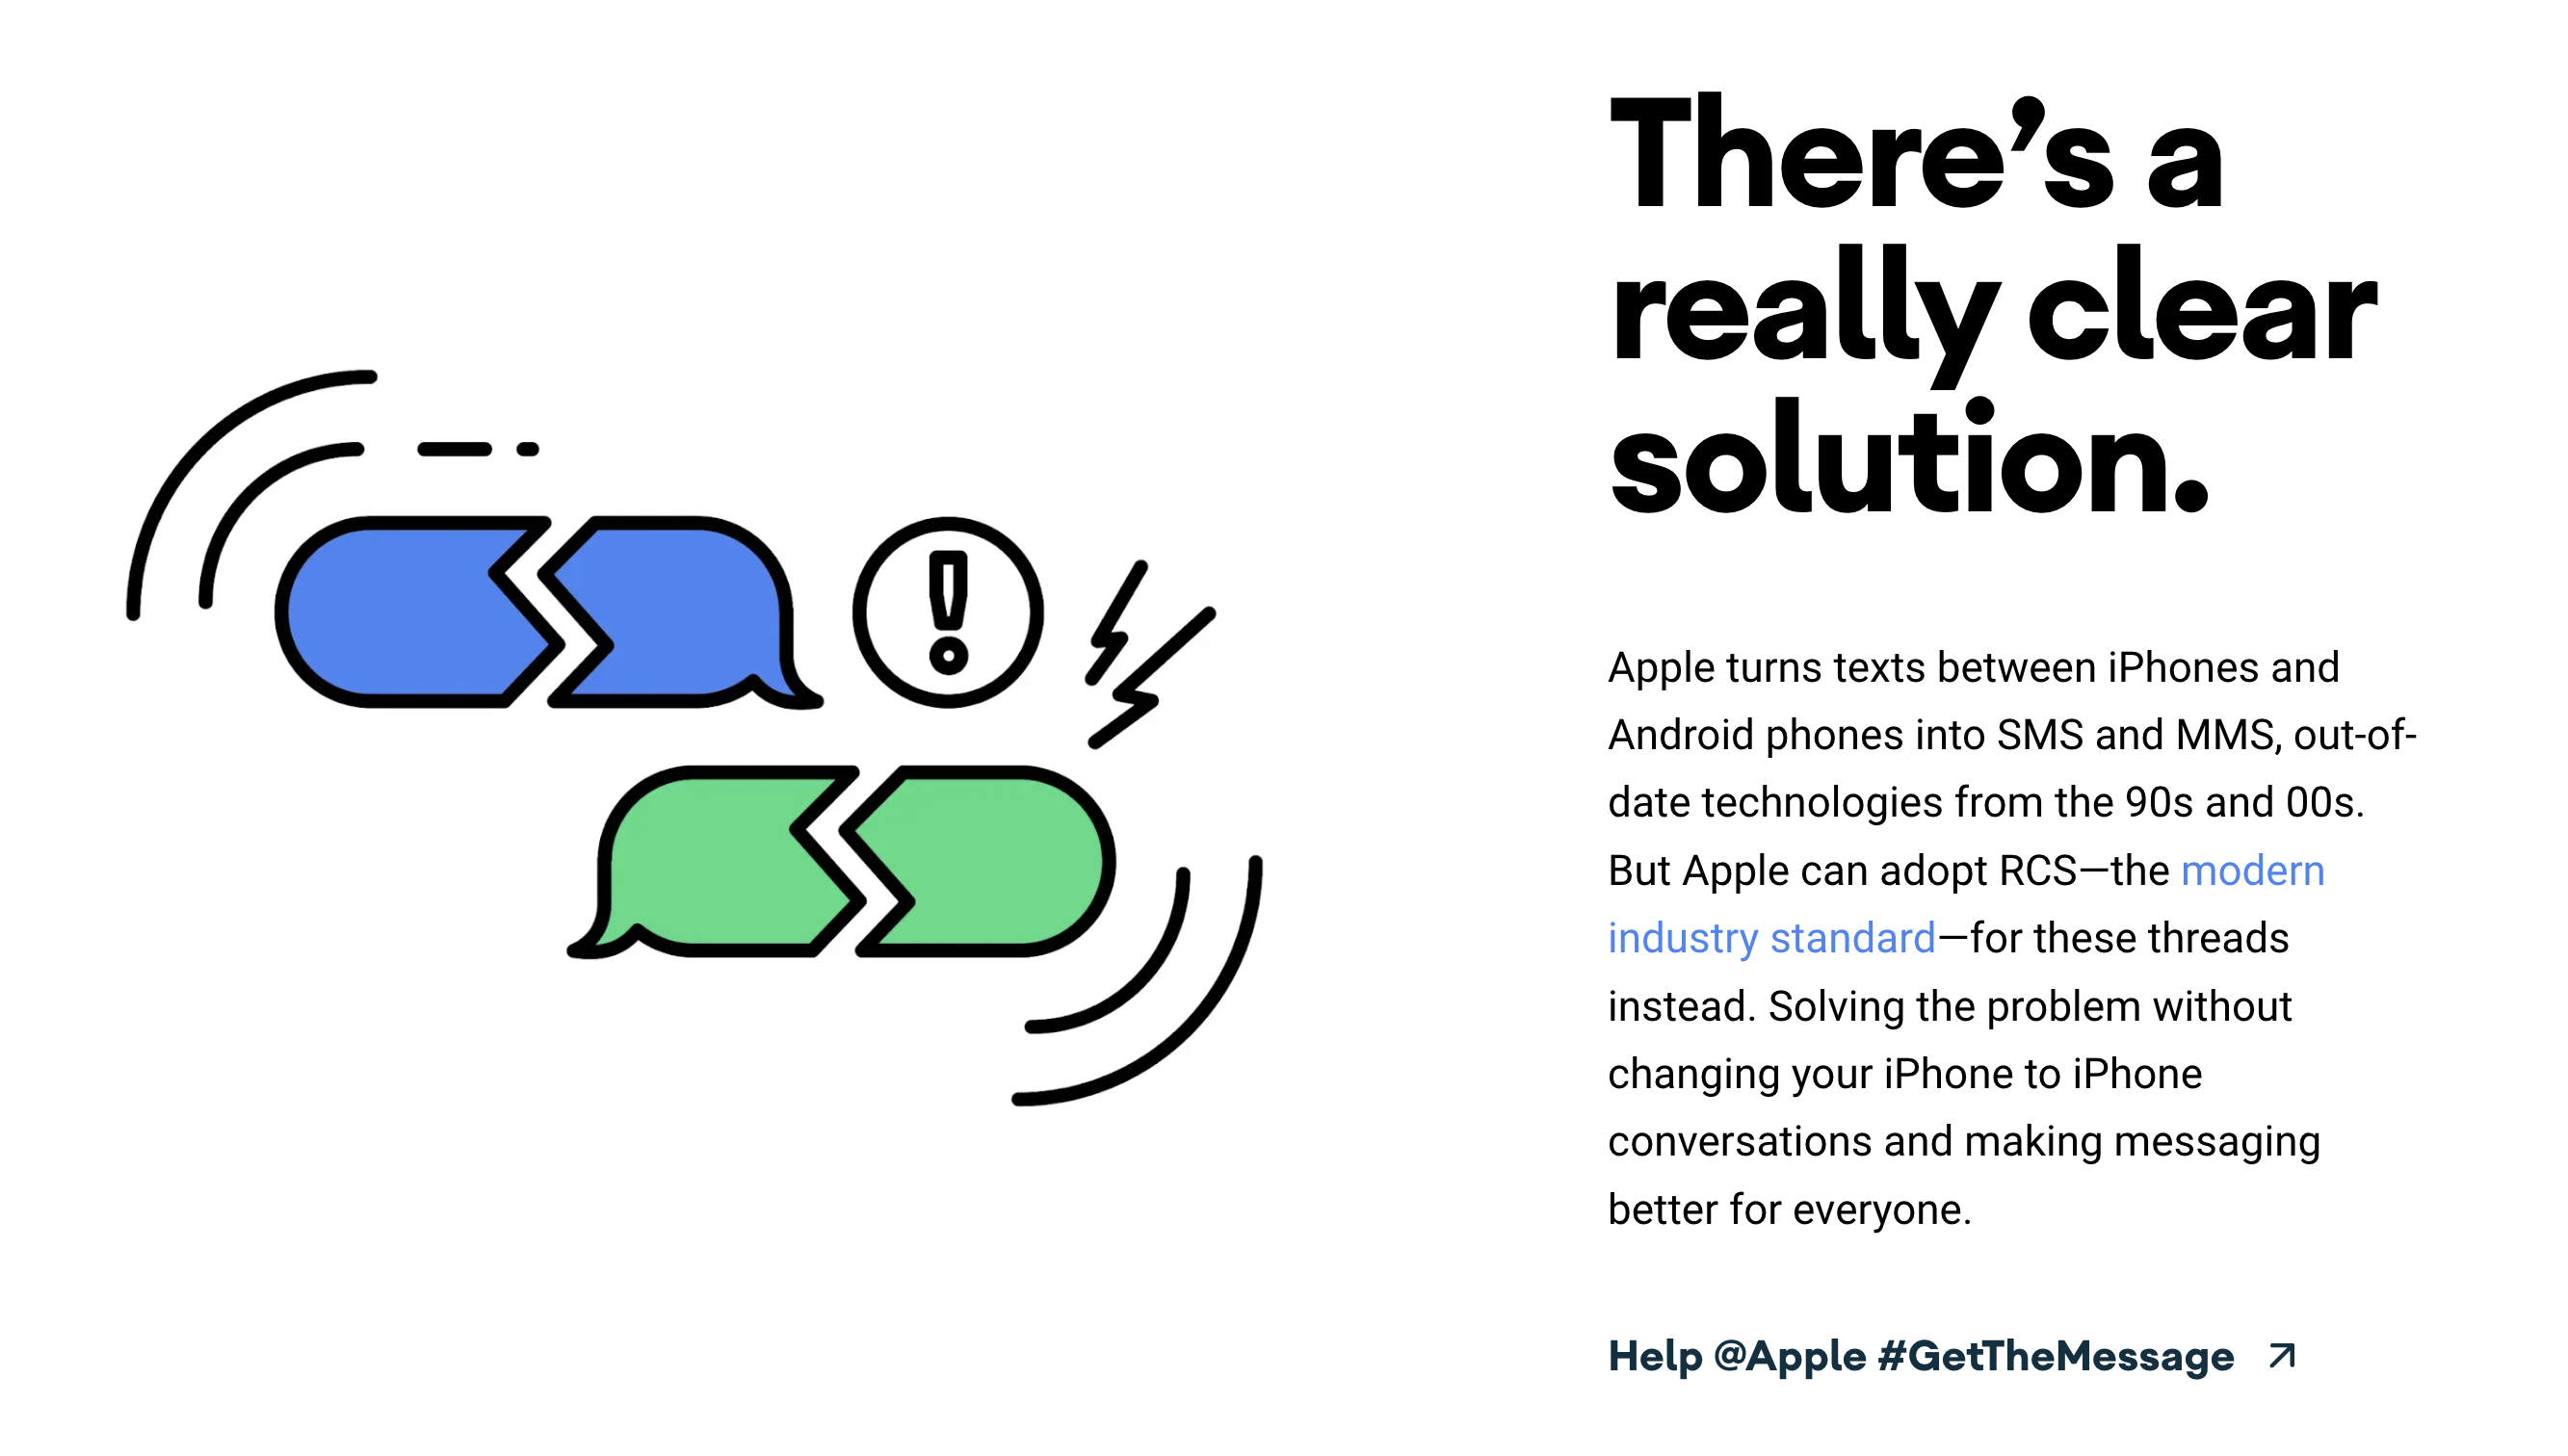 There’s a
really clear
solution.
Apple turns texts between iPhones and
Android phones into SMS and MMS, out-of-
date technologies from the 90s and 00s.
But Apple can adopt RCS—the modern
industry standard—for these threads
instead. Solving the problem without
changing your iPhone to iPhone
conversations and making messaging
better for everyone.
Help @Apple #GetTheMessage